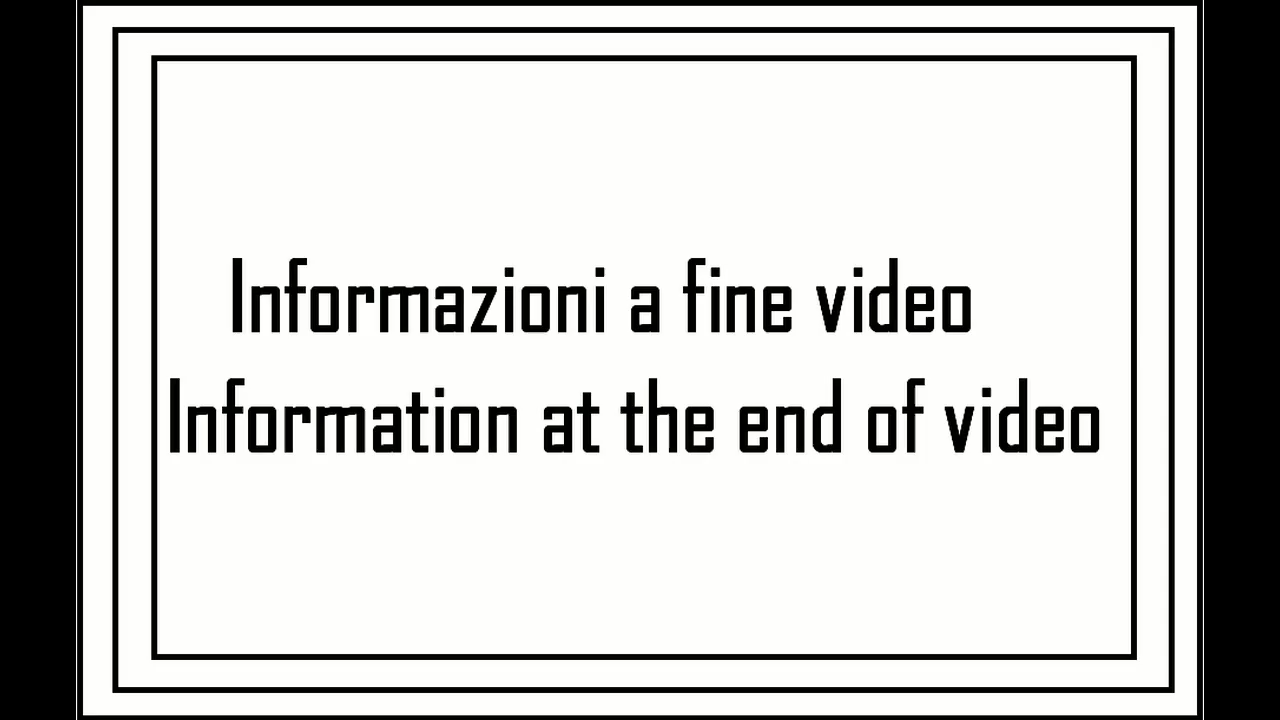 Informazioni a fine video
Information at the end of video